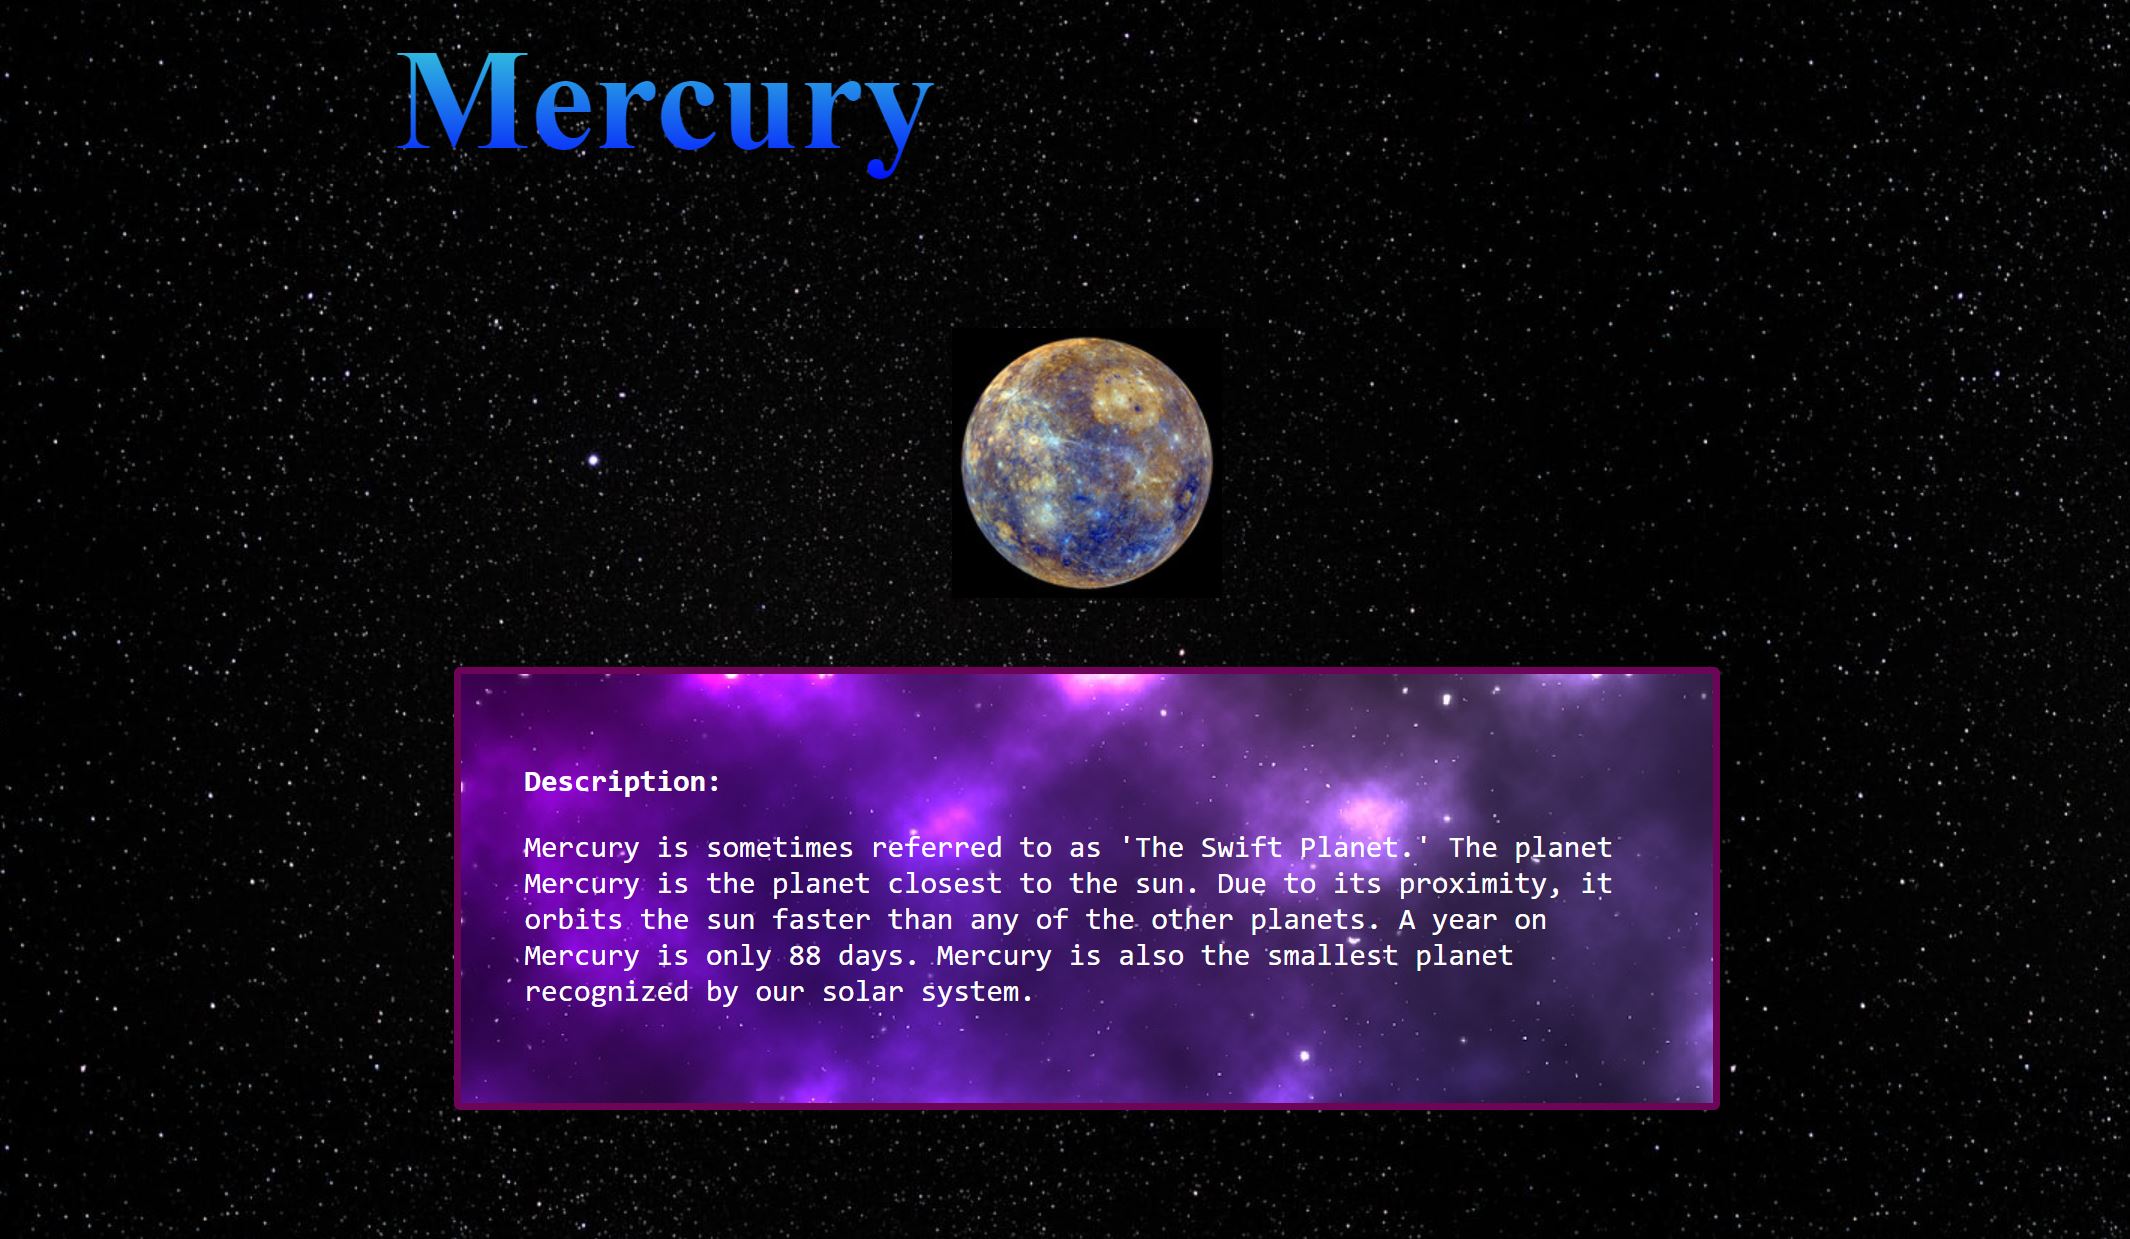 Mercury
Description:
Mercury is sometimes referred to as 'The Swift Planet.' The planet
Mercury is the planet closest to the sun. Due to its proximity, it
orbits the sun faster than any of the other planets. A year on
Mercury is only 88 days. Mercury is also the smallest planet
recognized by our solar system.